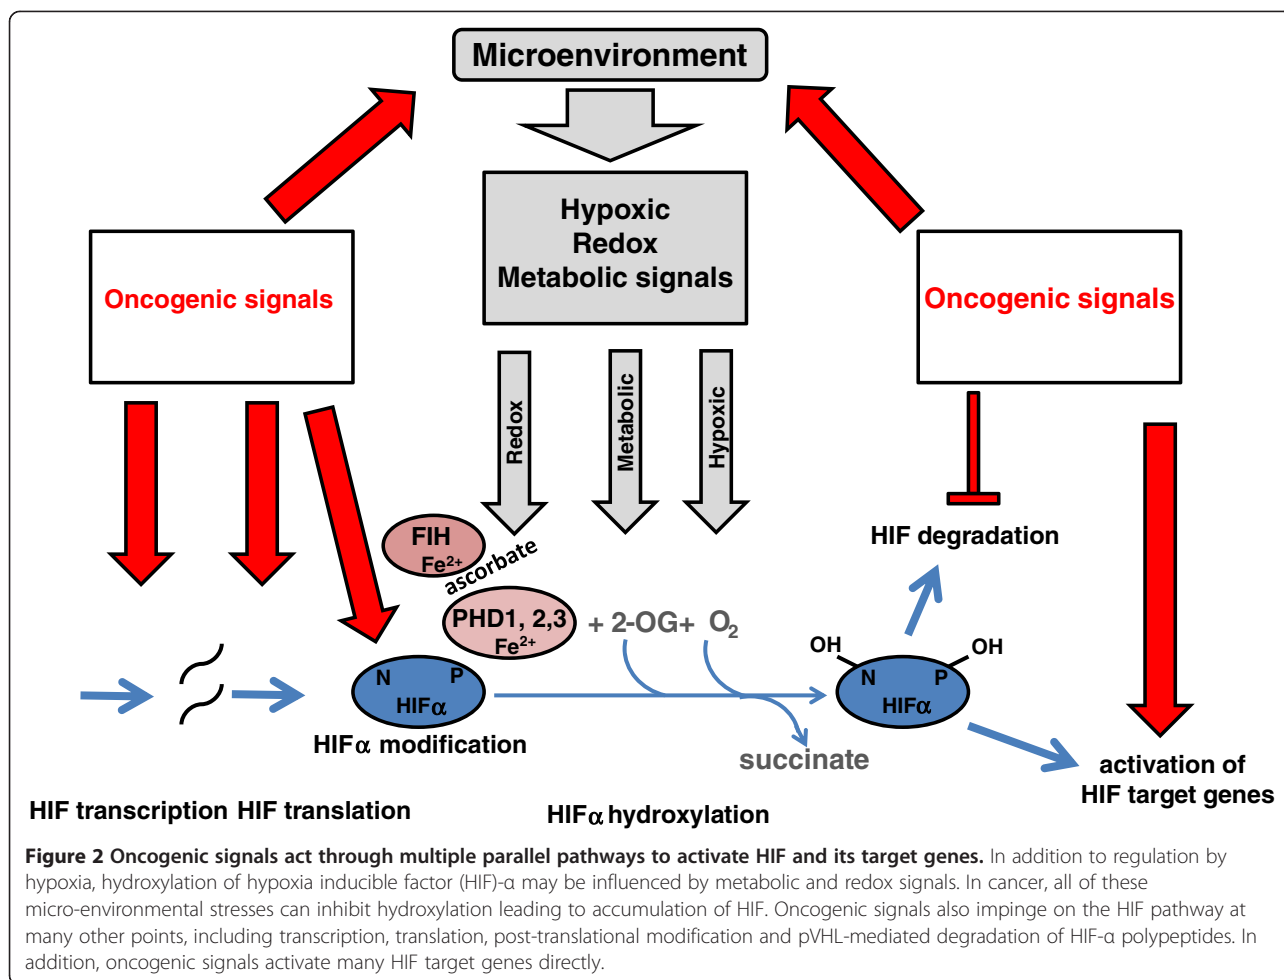 Microenvironment
Hypoxic
Redox
Metabolic signals
Oncogenic signals
Oncogenic signals
Redox
Metabolic
Hypoxic
FIH
Fe2+
ascorbate
PHD1, 2,3
Fe2+
+ 2-OG+ O2
HIF degradation
OH
OH
N P
HIFα
N P
HIFα
HIFα modification
succinate
activation of
HIF target genes
HIF transcription HIF translation
HIFα hydroxylation
Figure 2 Oncogenic signals act through multiple parallel pathways to activate HIF and its target genes. In addition to regulation by
hypoxia, hydroxylation of hypoxia inducible factor (HIF)-α may be influenced by metabolic and redox signals. In cancer, all of these
micro-environmental stresses can inhibit hydroxylation leading to accumulation of HIF. Oncogenic signals also impinge on the HIF pathway at
many other points, including transcription, translation, post-translational modification and pVHL-mediated degradation of HIF-α polypeptides. In
addition, oncogenic signals activate many HIF target genes directly.